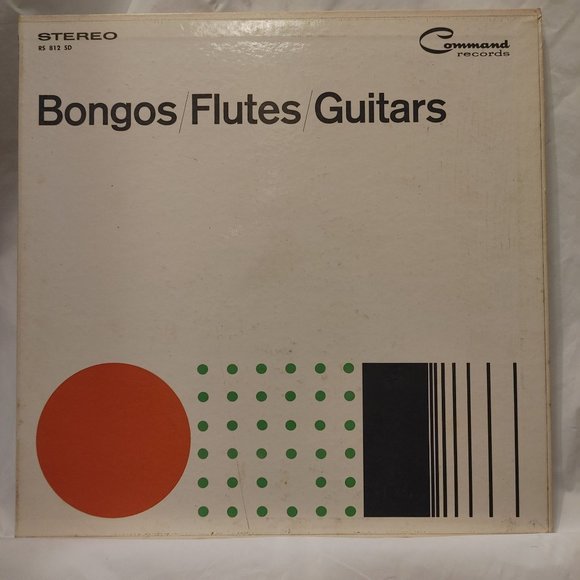 STEREO
RS 812 SD
Command
records
Bongos/Flutes/Guitars